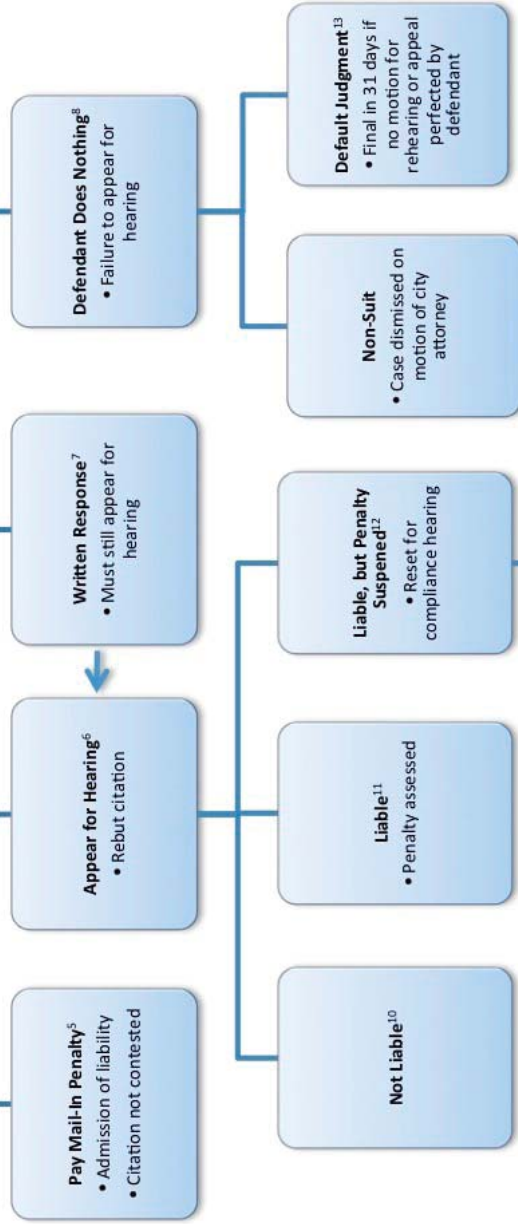 Pay Mail-In Penalty5
• Admission of liability
• Citation not contested
Appear for Hearing6
• Rebut citation
Written Response7
• Must still appear for
hearing
Defendant Does Nothing8
• Failure to appear for
hearing
Not Liable10
Liable11
• Penalty assessed
Liable, but Penalty
Suspened12
• Reset for
compliance hearing
Non-Suit
• Case dismissed on
motion of city
attorney
Default Judgment13
• Final in 31 days if
no motion for
rehearing or appeal
perfected by
defendant